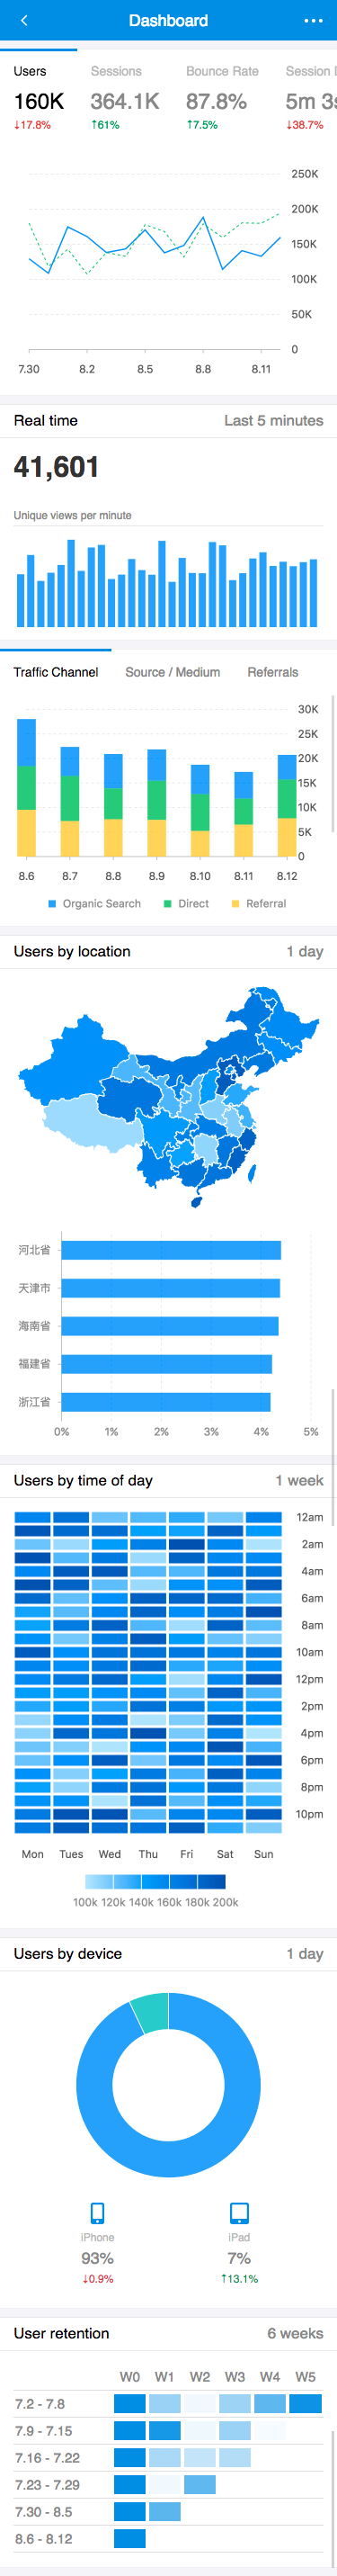 Dashboard
Users Sessions Bounce Rate Session
160K 364.1K 87.8% 5m
↓17.8% ↑61% ↑7.5% ↓38.7%
250K
200K
150K
100K
50K
0
7.30 8.2 8.5 8.8 8.11
Real time Last 5 minutes
41,601
Unique views per minute
Traffic Channel Source / Medium Referrals
30K
25K
20K
15K
10K
5K
0
8.6 8.7 8.8 8.9 8.10 8.11 8.12
Organic Search Direct Referral
Users by location 1 day
河北省
天津市
海南省
福建省
浙江省
0% 1% 2% 3% 4% 5%
Users by time of day 1 week
12am
2am
4am
6am
8am
10am
12pm
2pm
4pm
6pm
8pm
10pm
Mon Tues Wed Thu Fri Sat Sun
100k 120k 140k 160k 180k 200k
Users by device 1 day
iPhone iPad
93% 7%
↓0.9% ↑13.1%
User retention 6 weeks
W0 W1 W2 W3 W4 W5
7.2 - 7.8
7.9 - 7.15
7.16 - 7.22
7.23 - 7.29
7.30 - 8.5
8.6 - 8.12